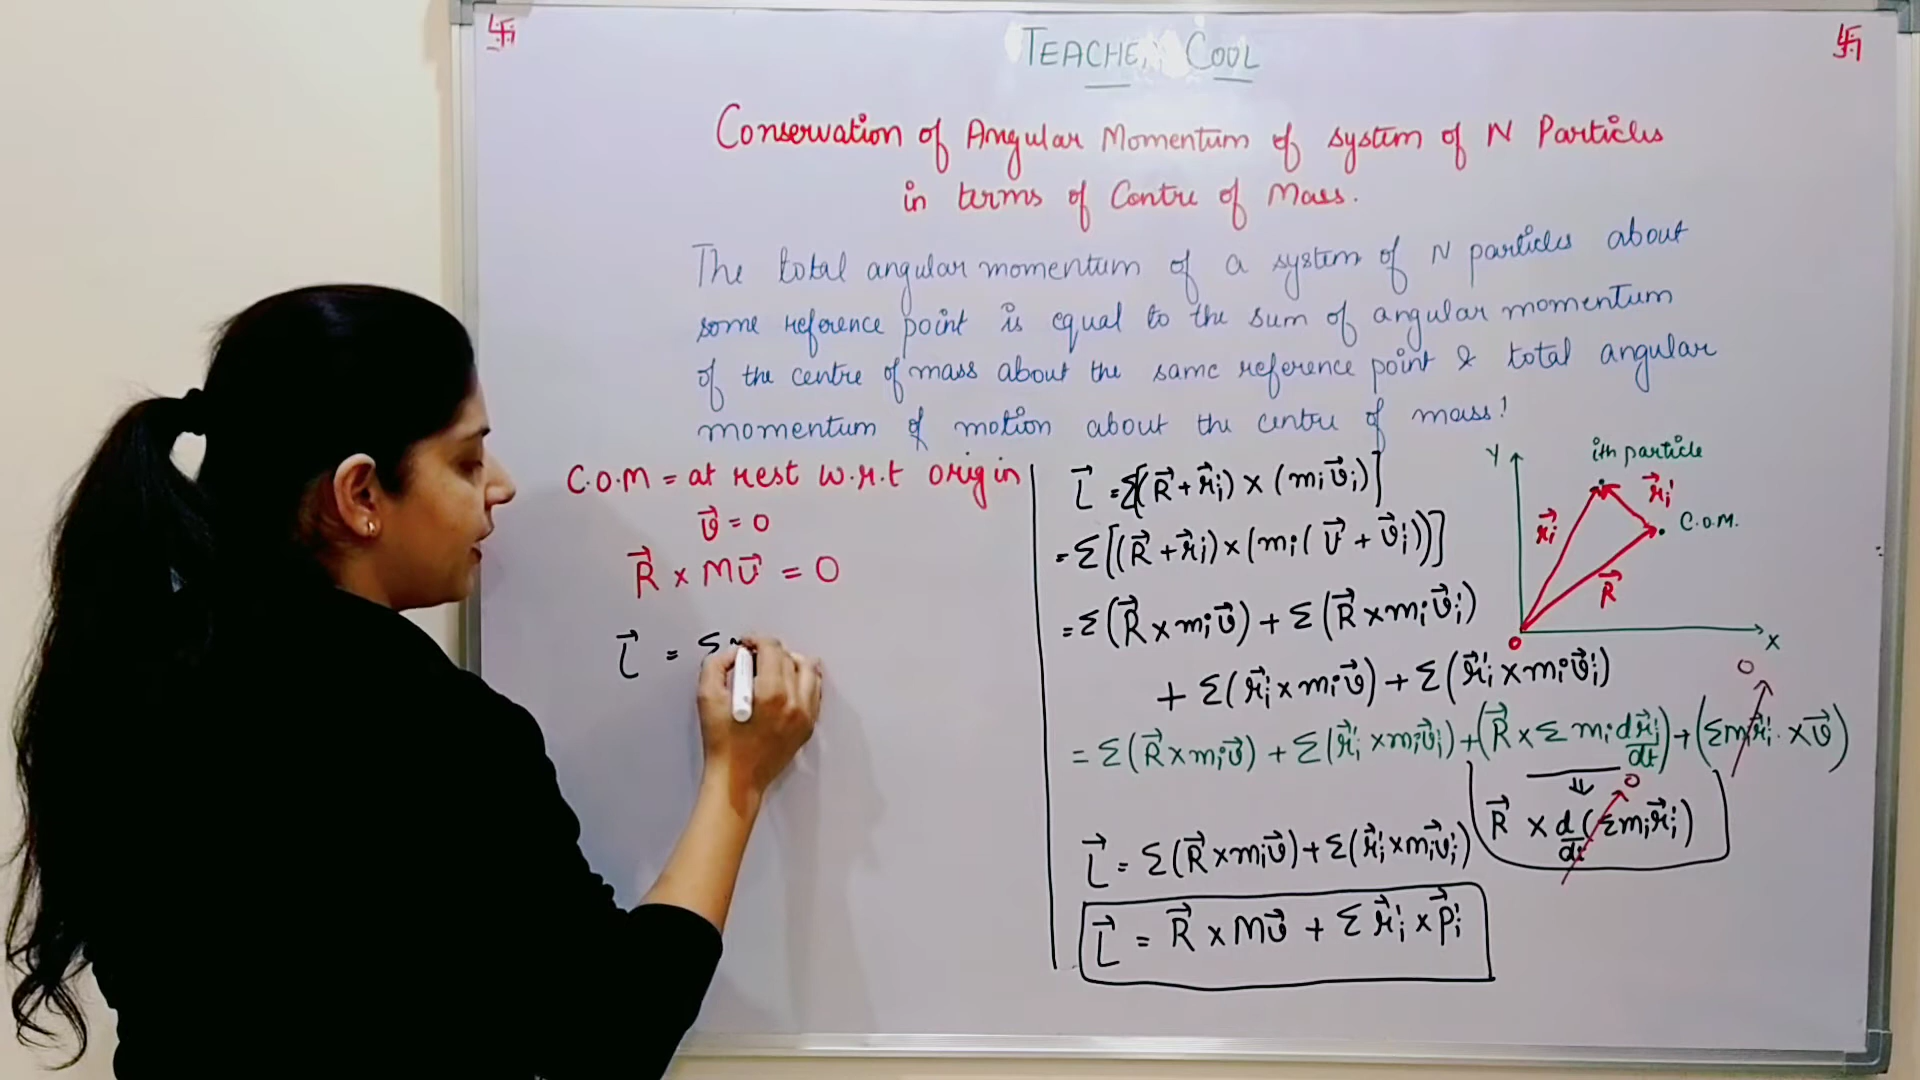 TEACHE, COOL
Conservation of Angular Momentum of system of N Particles
in terms of Centre of Mass.
The total angular momentum of a system of N particles about
some reference point is equal to the sum of angular momentum
of the centre of mass about the same reference point & total angular
momentum of motion about the centre of mass!
C.O.M = at rest w.r.t origin
v⃗ = 0
R⃗ × Mv⃗ = 0
L⃗ = Σ
L⃗ = Σ[(R⃗ + r⃗ᵢ') × (mᵢv⃗ᵢ)]
= Σ[(R⃗ + r⃗ᵢ') × (mᵢ(v⃗ + v⃗ᵢ'))]
= Σ(R⃗ × mᵢv⃗) + Σ(R⃗ × mᵢv⃗ᵢ')
+ Σ(r⃗ᵢ' × mᵢv⃗) + Σ(r⃗ᵢ' × mᵢv⃗ᵢ')
= Σ(R⃗ × mᵢv⃗) + Σ(r⃗ᵢ' × mᵢv⃗ᵢ') + (R⃗ × Σ mᵢ dr⃗ᵢ'/dt) + (Σmᵢr⃗ᵢ' × v⃗)
0
⇓ 0
R⃗ × d/dt(Σmᵢr⃗ᵢ')
L⃗ = Σ(R⃗ × mᵢv⃗) + Σ(r⃗ᵢ' × mᵢv⃗ᵢ')
L⃗ = R⃗ × Mv⃗ + Σ r⃗ᵢ' × p⃗ᵢ'
Y
ith particle
r⃗ᵢ
r⃗ᵢ'
C.O.M.
R⃗
O
X